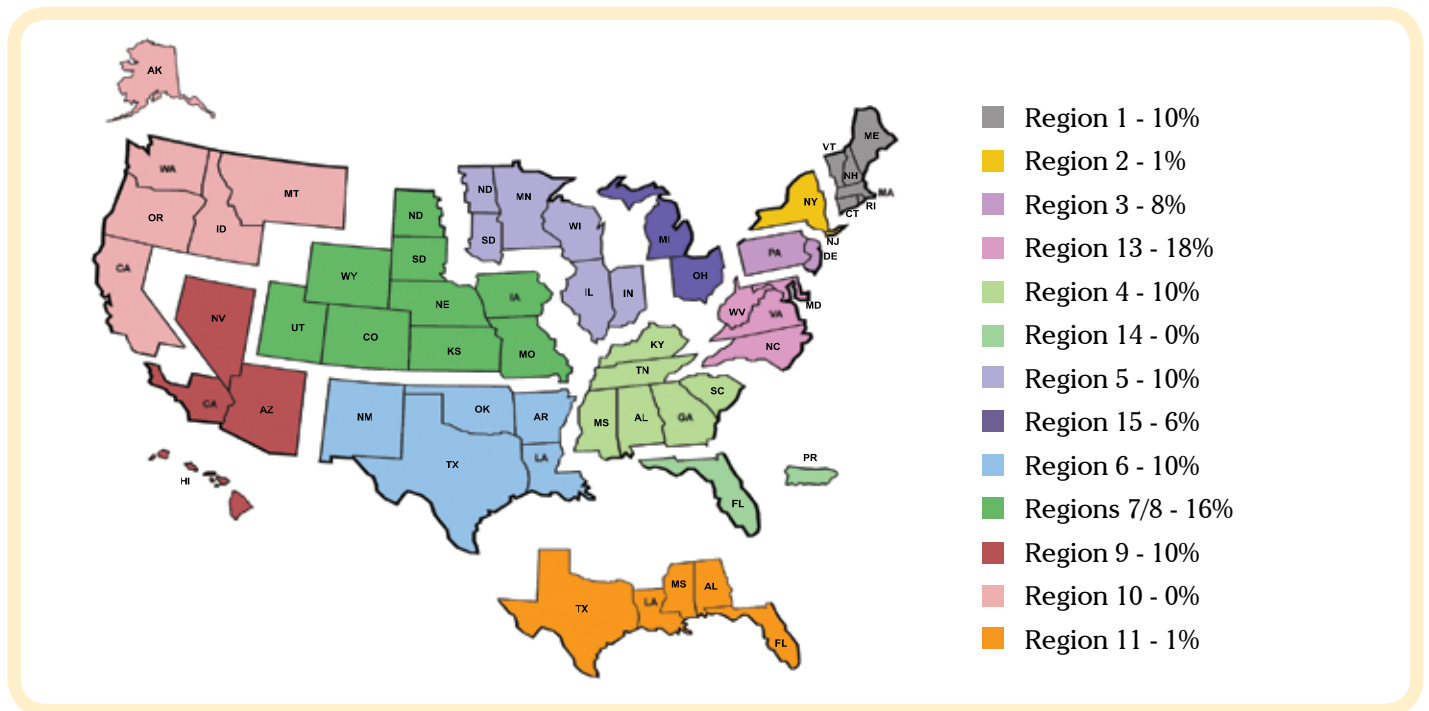 AK
WA
MT
OR
ID
CA
NV
CA
AZ
HI
ND
SD
WY
NE
IA
UT
CO
KS
MO
ND
MN
SD
WI
IL
IN
MI
OH
NM
OK
AR
TX
LA
KY
TN
SC
MS
AL
GA
FL
PR
ME
VT
NH
MA
RI
CT
NY
NJ
PA
DE
MD
WV
VA
NC
TX
LA
MS
AL
FL
Region 1 - 10%
Region 2 - 1%
Region 3 - 8%
Region 13 - 18%
Region 4 - 10%
Region 14 - 0%
Region 5 - 10%
Region 15 - 6%
Region 6 - 10%
Regions 7/8 - 16%
Region 9 - 10%
Region 10 - 0%
Region 11 - 1%